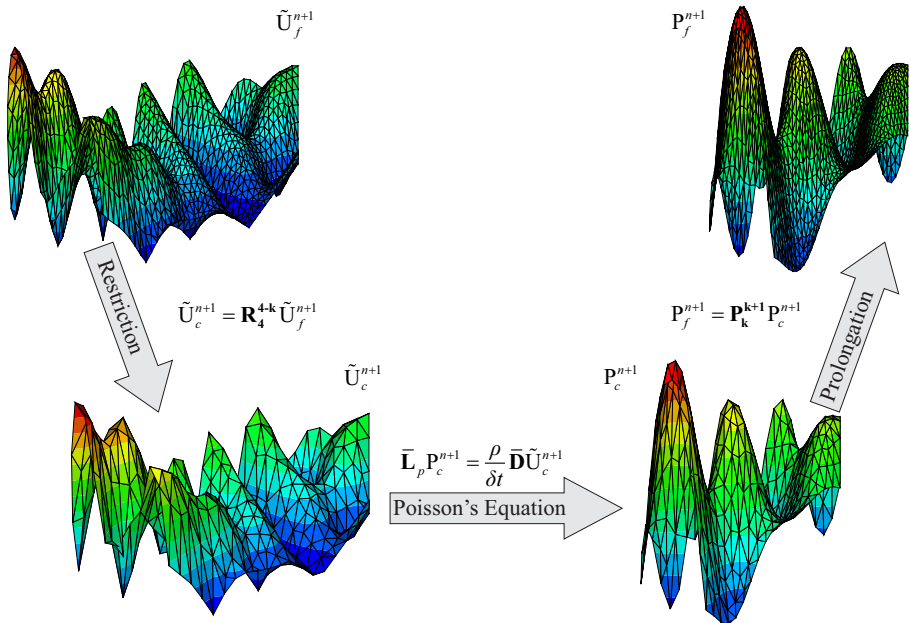 Ũ_f^{n+1}
P_f^{n+1}
Restriction
Ũ_c^{n+1} = R_4^{4-k} Ũ_f^{n+1}
P_f^{n+1} = P_k^{k+1} P_c^{n+1}
Prolongation
Ũ_c^{n+1}
P_c^{n+1}
L̄_p P_c^{n+1} = ρ/δt D̄Ũ_c^{n+1}
Poisson’s Equation